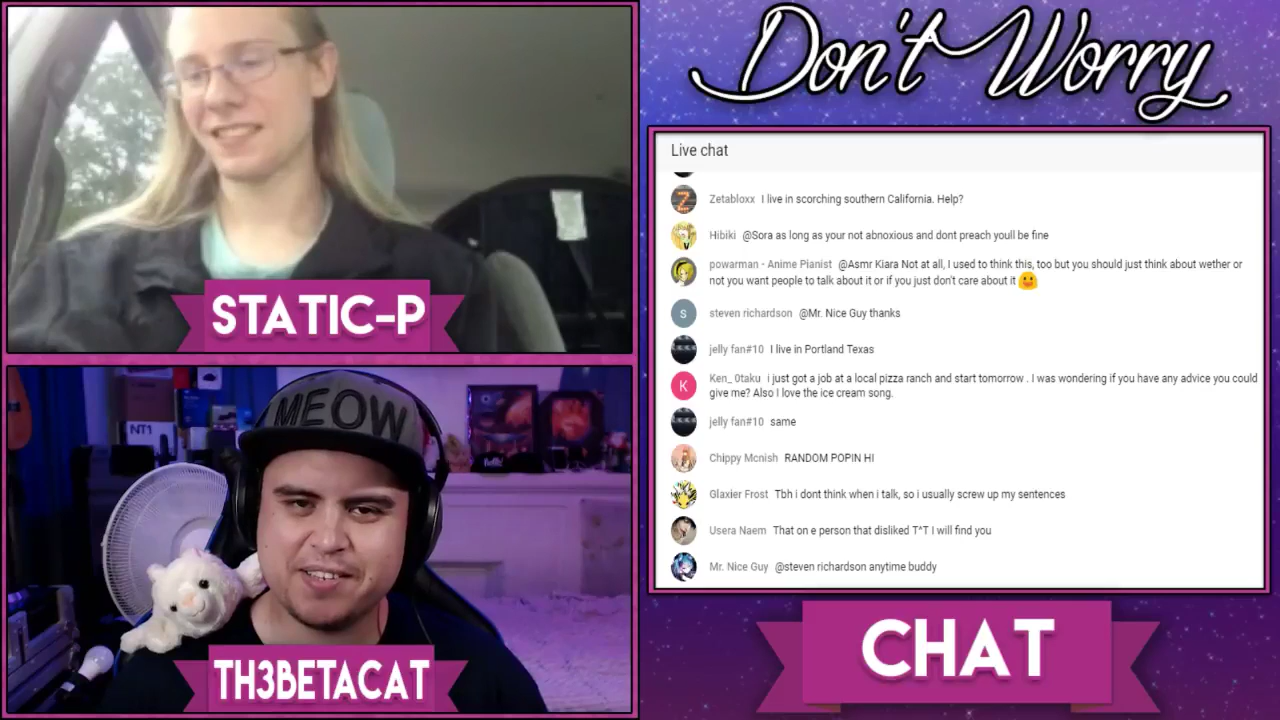 Don't Worry
STATIC-P
MEOW
NT1
TH3BETACAT
Live chat
Zetabloxx I live in scorching southern California. Help?
Hibiki @Sora as long as your not abnoxious and dont preach youll be fine
powarman - Anime Pianist @Asmr Kiara Not at all, I used to think this, too but you should just think about wether or
not you want people to talk about it or if you just don't care about it
S
steven richardson @Mr. Nice Guy thanks
jelly fan#10 I live in Portland Texas
K
Ken_ Otaku i just got a job at a local pizza ranch and start tomorrow . I was wondering if you have any advice you could
give me? Also I love the ice cream song.
jelly fan#10 same
Chippy Mcnish RANDOM POPIN HI
Glaxier Frost Tbh i dont think when i talk, so i usually screw up my sentences
Usera Naem That on e person that disliked T^T I will find you
Mr. Nice Guy @steven richardson anytime buddy
CHAT